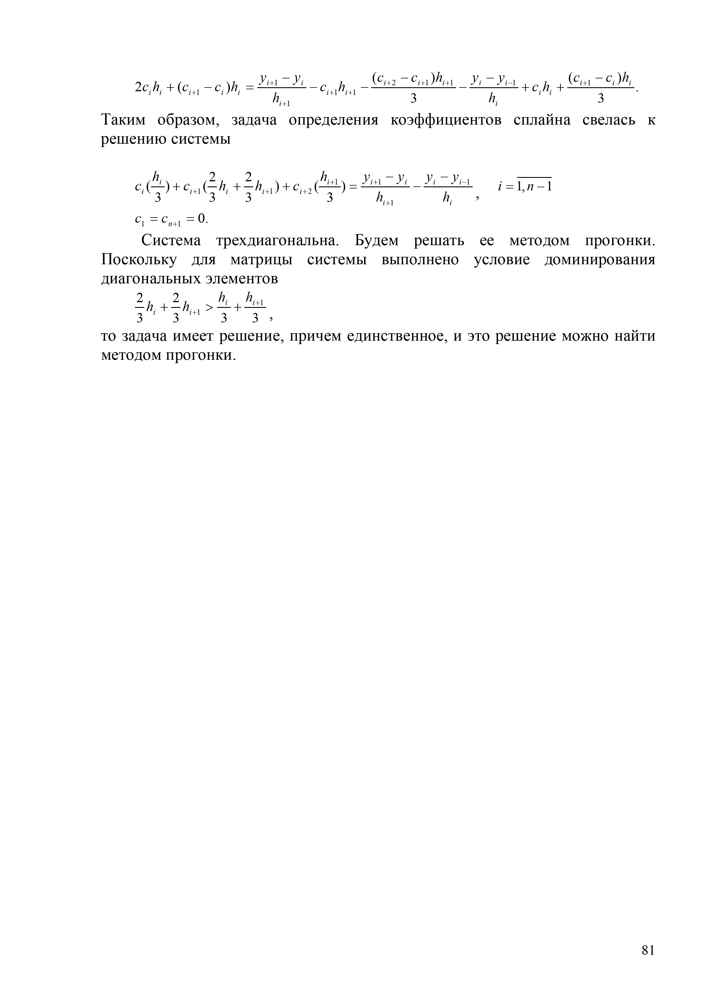 $2c_i h_i + (c_{i+1} - c_i)h_i = \frac{y_{i+1} - y_i}{h_{i+1}} - c_{i+1}h_{i+1} - \frac{(c_{i+2} - c_{i+1})h_{i+1}}{3} - \frac{y_i - y_{i-1}}{h_i} + c_i h_i + \frac{(c_{i+1} - c_i)h_i}{3}.$
Таким образом, задача определения коэффициентов сплайна свелась к
решению системы
$c_i(\frac{h_i}{3}) + c_{i+1}(\frac{2}{3}h_i + \frac{2}{3}h_{i+1}) + c_{i+2}(\frac{h_{i+1}}{3}) = \frac{y_{i+1} - y_i}{h_{i+1}} - \frac{y_i - y_{i-1}}{h_i}, \quad i = \overline{1, n-1}$
$c_1 = c_{n+1} = 0.$
Система трехдиагональна. Будем решать ее методом прогонки.
Поскольку для матрицы системы выполнено условие доминирования
диагональных элементов
$\frac{2}{3}h_i + \frac{2}{3}h_{i+1} > \frac{h_i}{3} + \frac{h_{i+1}}{3},$
то задача имеет решение, причем единственное, и это решение можно найти
методом прогонки.
81